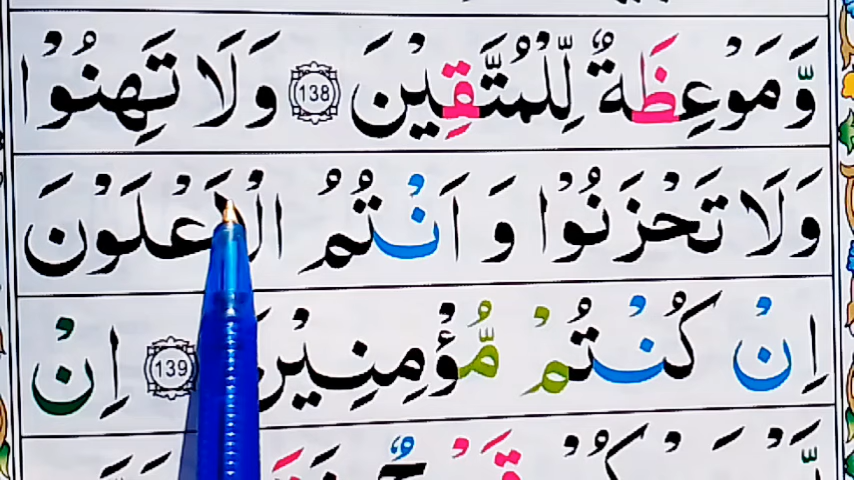 وَّمَوْعِظَةٌ لِّلْمُتَّقِيْنَ ﴿138﴾ وَلَا تَهِنُوْا
وَلَا تَحْزَنُوْا وَ اَنْتُمُ الْاَعْلَوْنَ
اِنْ كُنْتُمْ مُّؤْمِنِيْنَ ﴿139﴾ اِنْ